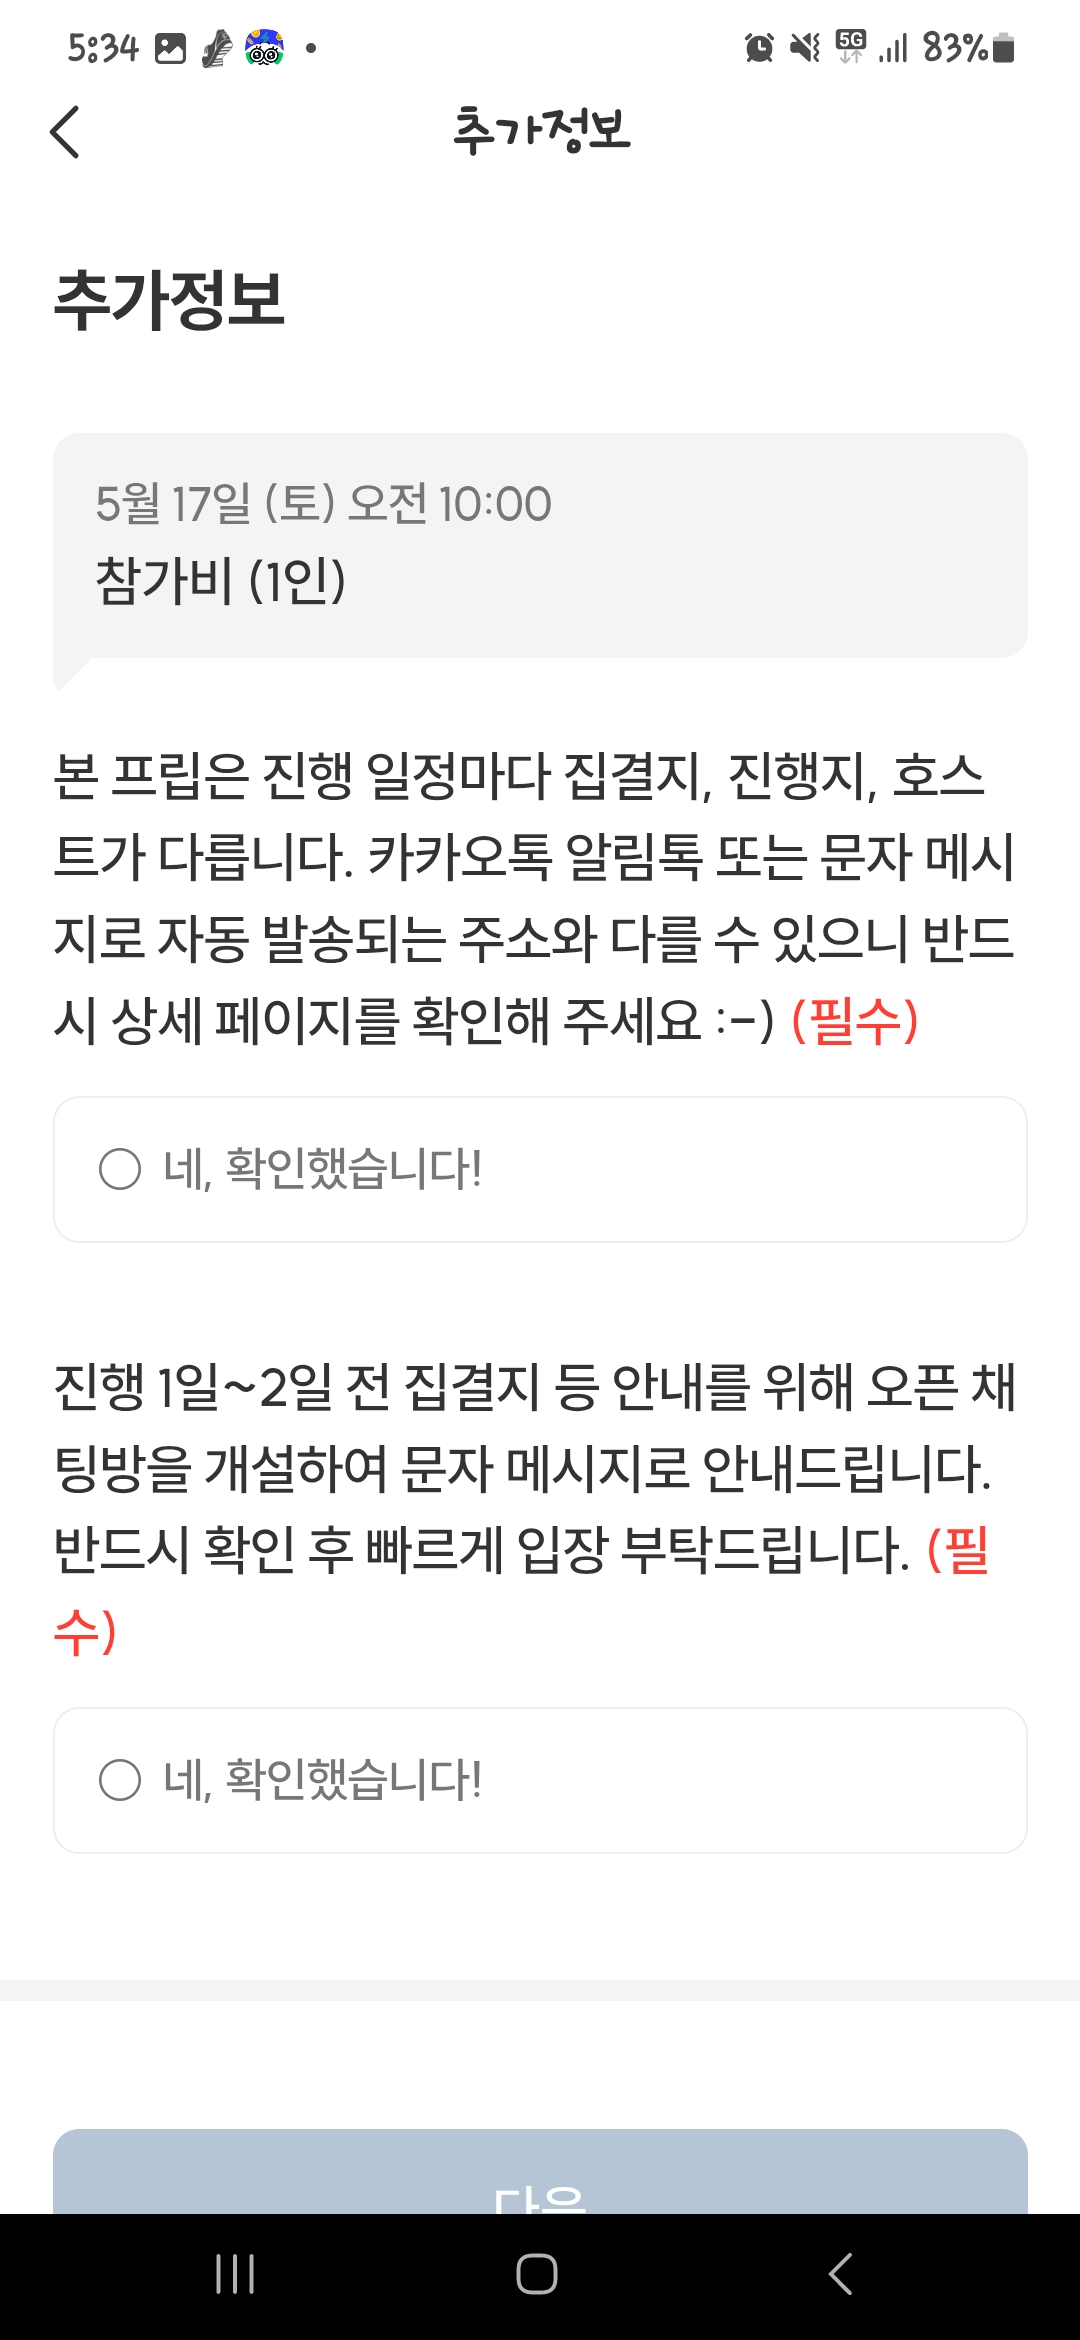 5:34
5G
83%
추가정보
추가정보
5월 17일 (토) 오전 10:00
참가비 (1인)
본 프립은 진행 일정마다 집결지, 진행지, 호스
트가 다릅니다. 카카오톡 알림톡 또는 문자 메시
지로 자동 발송되는 주소와 다를 수 있으니 반드
시 상세 페이지를 확인해 주세요 :-) (필수)
네, 확인했습니다!
진행 1일~2일 전 집결지 등 안내를 위해 오픈 채
팅방을 개설하여 문자 메시지로 안내드립니다.
반드시 확인 후 빠르게 입장 부탁드립니다. (필
수)
네, 확인했습니다!
다음